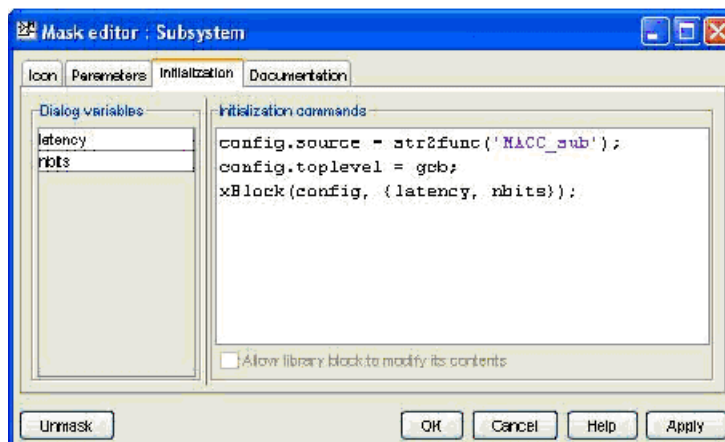 Mask editor : Subsystem
Icon Parameters Initialization Documentation
Dialog variables
latency
nbits
Initialization commands
config.source = str2func('MACC_sub');
config.toplevel = gcb;
xBlock(config, {latency, nbits});
Allow library block to modify its contents
Unmask OK Cancel Help Apply